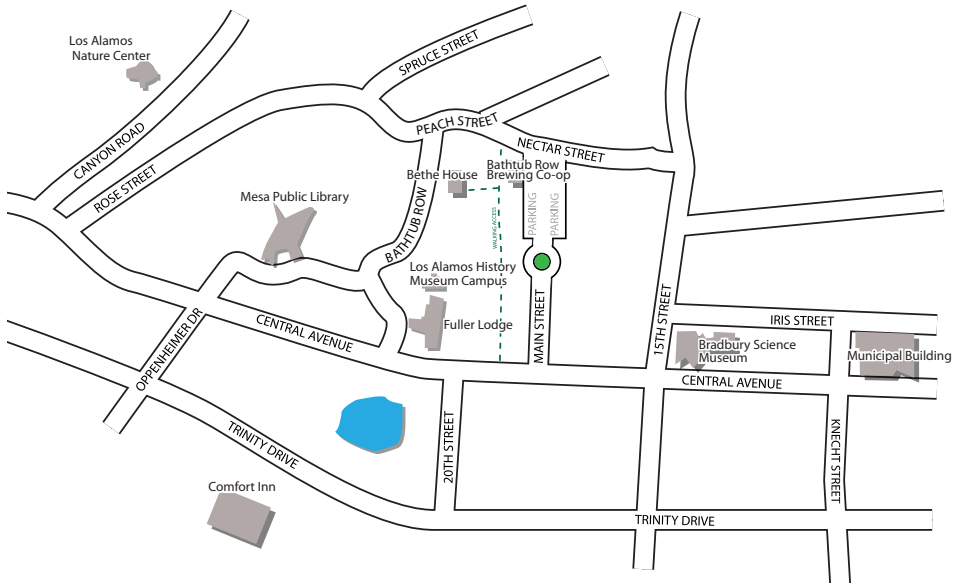 Los Alamos
Nature Center
SPRUCE STREET
CANYON ROAD
PEACH STREET
NECTAR STREET
ROSE STREET
Mesa Public Library
Bethe House
Bathtub Row
Brewing Co-op
PARKING
PARKING
WALKING ACCESS
BATHTUB ROW
Los Alamos History
Museum Campus
Fuller Lodge
MAIN STREET
15TH STREET
IRIS STREET
Bradbury Science
Museum
Municipal Building
CENTRAL AVENUE
CENTRAL AVENUE
OPPENHEIMER DR
20TH STREET
KNECHT STREET
TRINITY DRIVE
Comfort Inn
TRINITY DRIVE